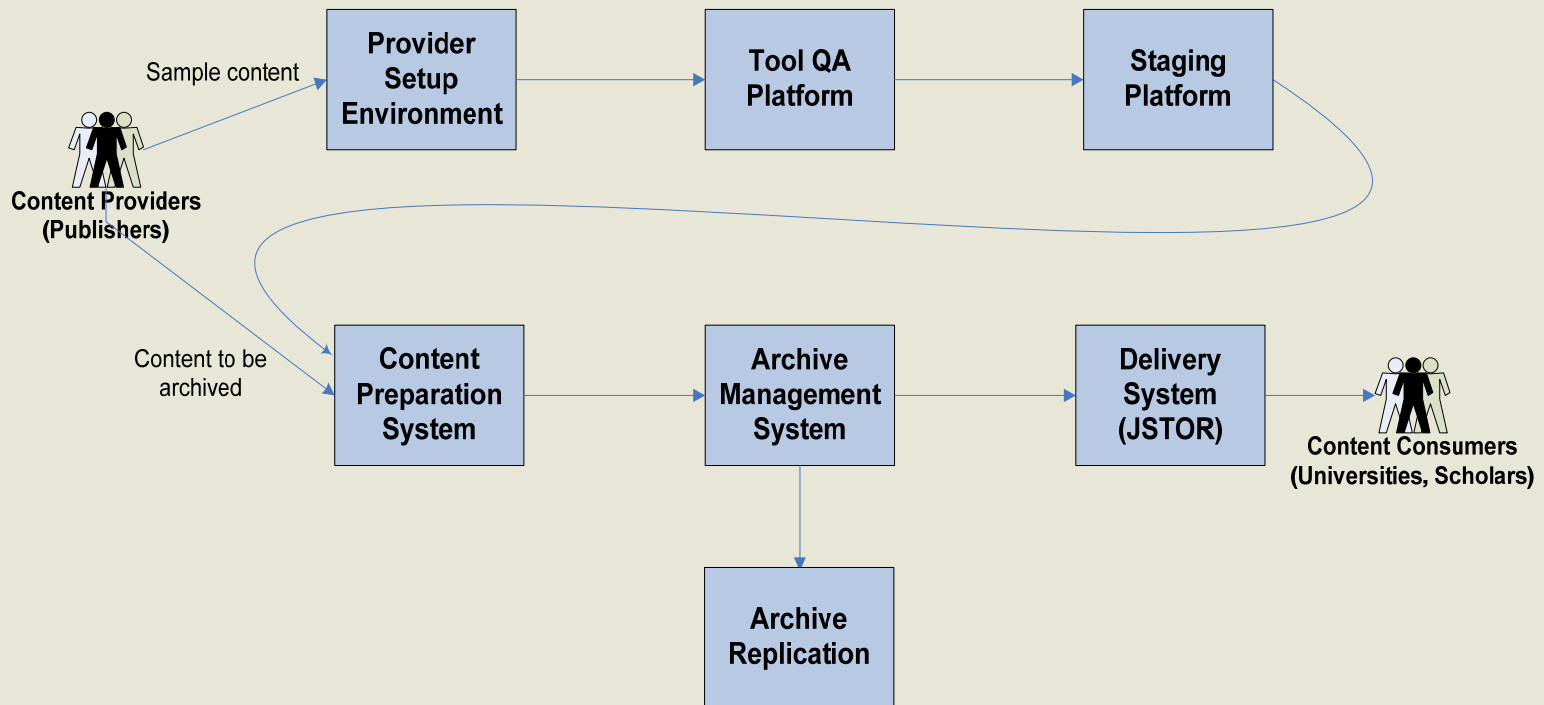 Provider
Setup
Environment
Tool QA
Platform
Staging
Platform
Sample content
Content Providers
(Publishers)
Content to be
archived
Content
Preparation
System
Archive
Management
System
Delivery
System
(JSTOR)
Content Consumers
(Universities, Scholars)
Archive
Replication